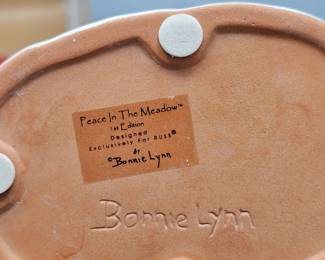 Peace In The Meadow™
1st Edition
Designed
Exclusively For RUSS®
BY
©Bonnie Lynn
Bonnie Lynn